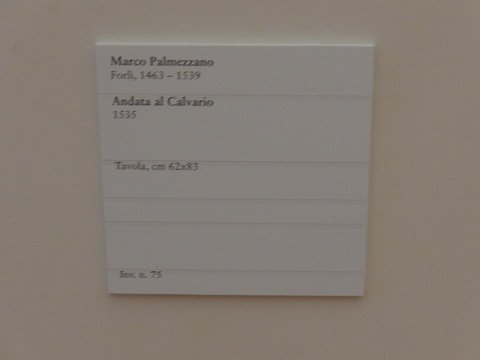 Marco Palmezzano
Forlì, 1463 – 1539
Andata al Calvario
1535
Tavola, cm 62x83
Inv. n. 75